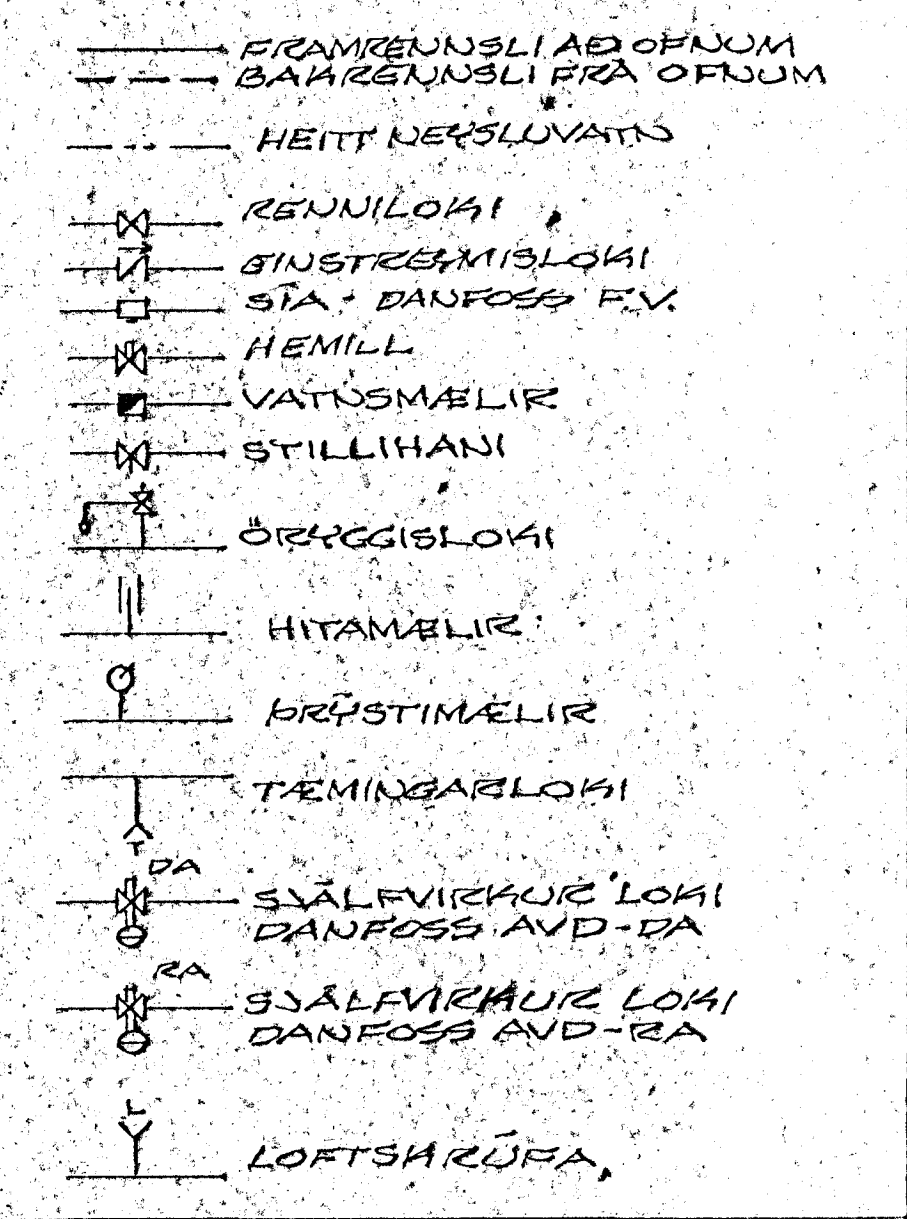 FRAMRENNSLI AÐ OFNUM
BAKRENNSLI FRÁ OFNUM
HEITT NEYSLUVATN
RENNILOKI
EINSTREYMISLOKI
SÍA - DANFOSS F.V.
HEMILL
VATNSMÆLIR
STILLIHANI
ÖRYGGISLOKI
HITAMÆLIR
ÞRÝSTIMÆLIR
TÆMINGARLOKI
T
DA
SJÁLFVIRKUR LOKI
DANFOSS AVD-DA
RA
SJÁLFVIRKUR LOKI
DANFOSS AVD-RA
L
LOFTSKRÚFA